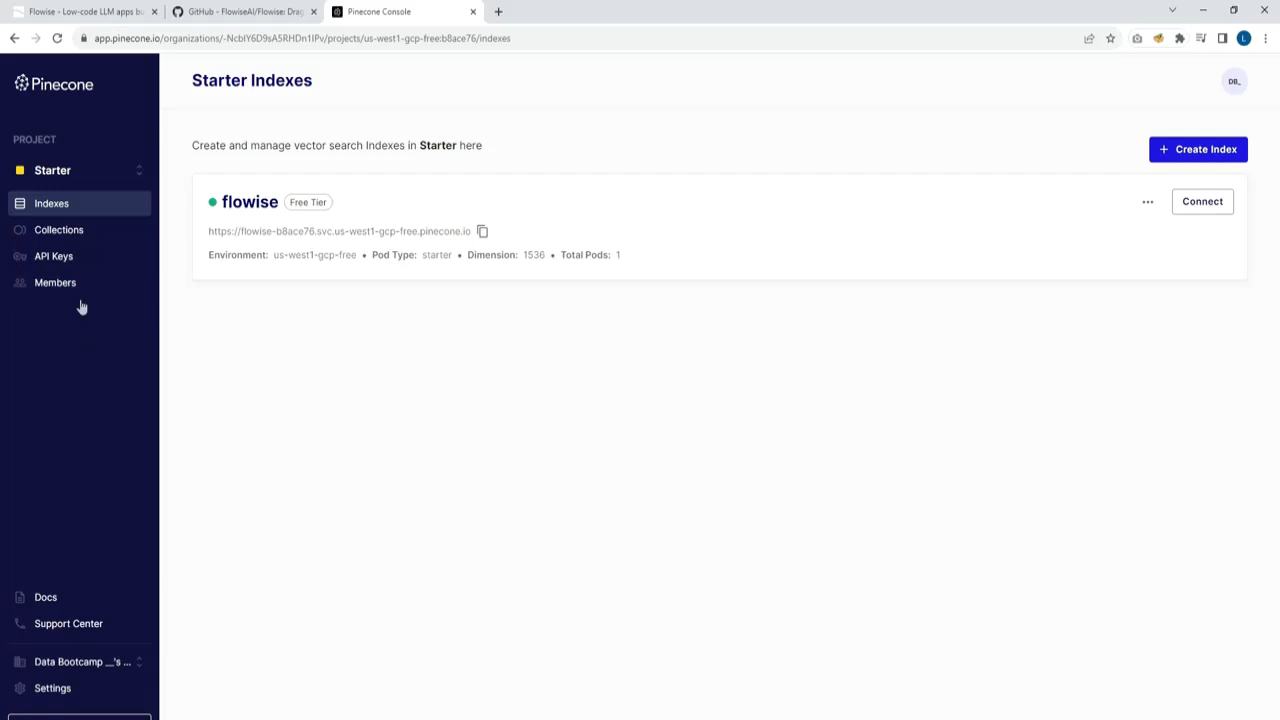 Flowise - Low-code LLM apps bu
GitHub - FlowiseAI/Flowise: Drag
Pinecone Console
app.pinecone.io/organizations/-NcbIY6D9sA5RHDn1IPv/projects/us-west1-gcp-free:b8ace76/indexes
L
Pinecone
Starter Indexes
DB_
PROJECT
Starter
Indexes
Collections
API Keys
Members
Create and manage vector search Indexes in Starter here
+ Create Index
flowise Free Tier
Connect
https://flowise-b8ace76.svc.us-west1-gcp-free.pinecone.io
Environment: us-west1-gcp-free • Pod Type: starter • Dimension: 1536 • Total Pods: 1
Docs
Support Center
Data Bootcamp __'s ...
Settings